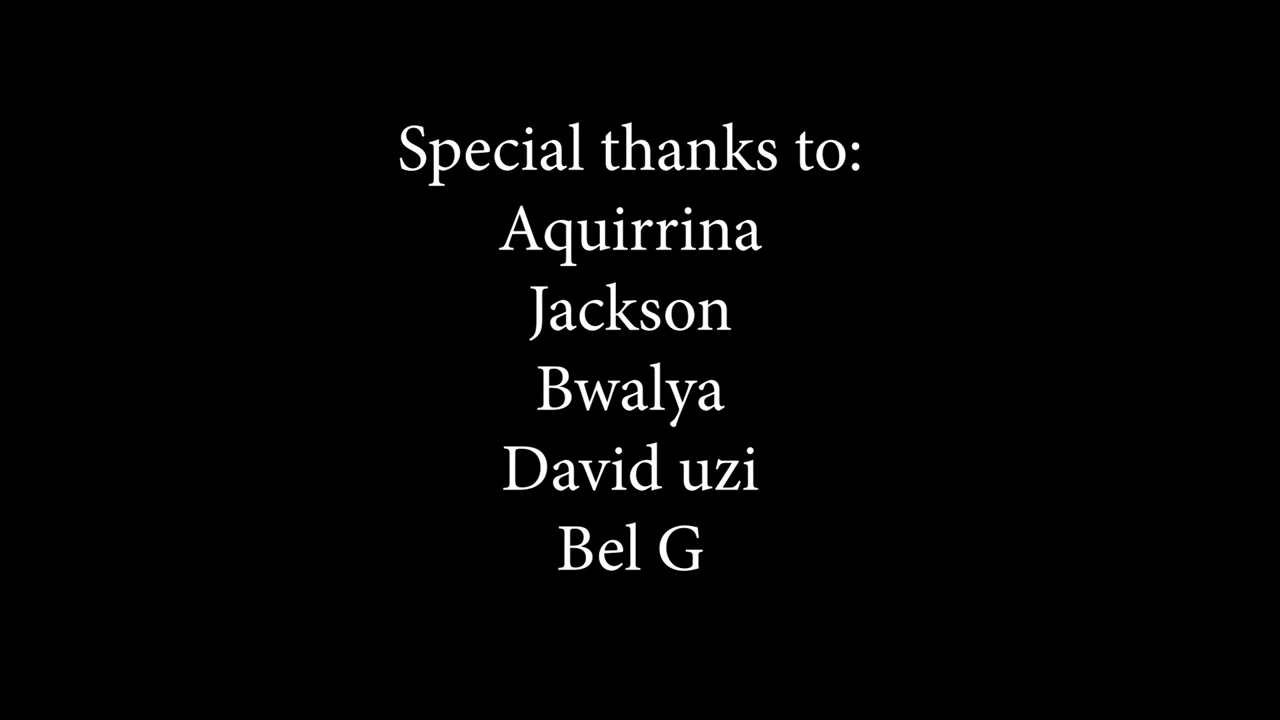 Special thanks to:
Aquirrina
Jackson
Bwalya
David uzi
Bel G